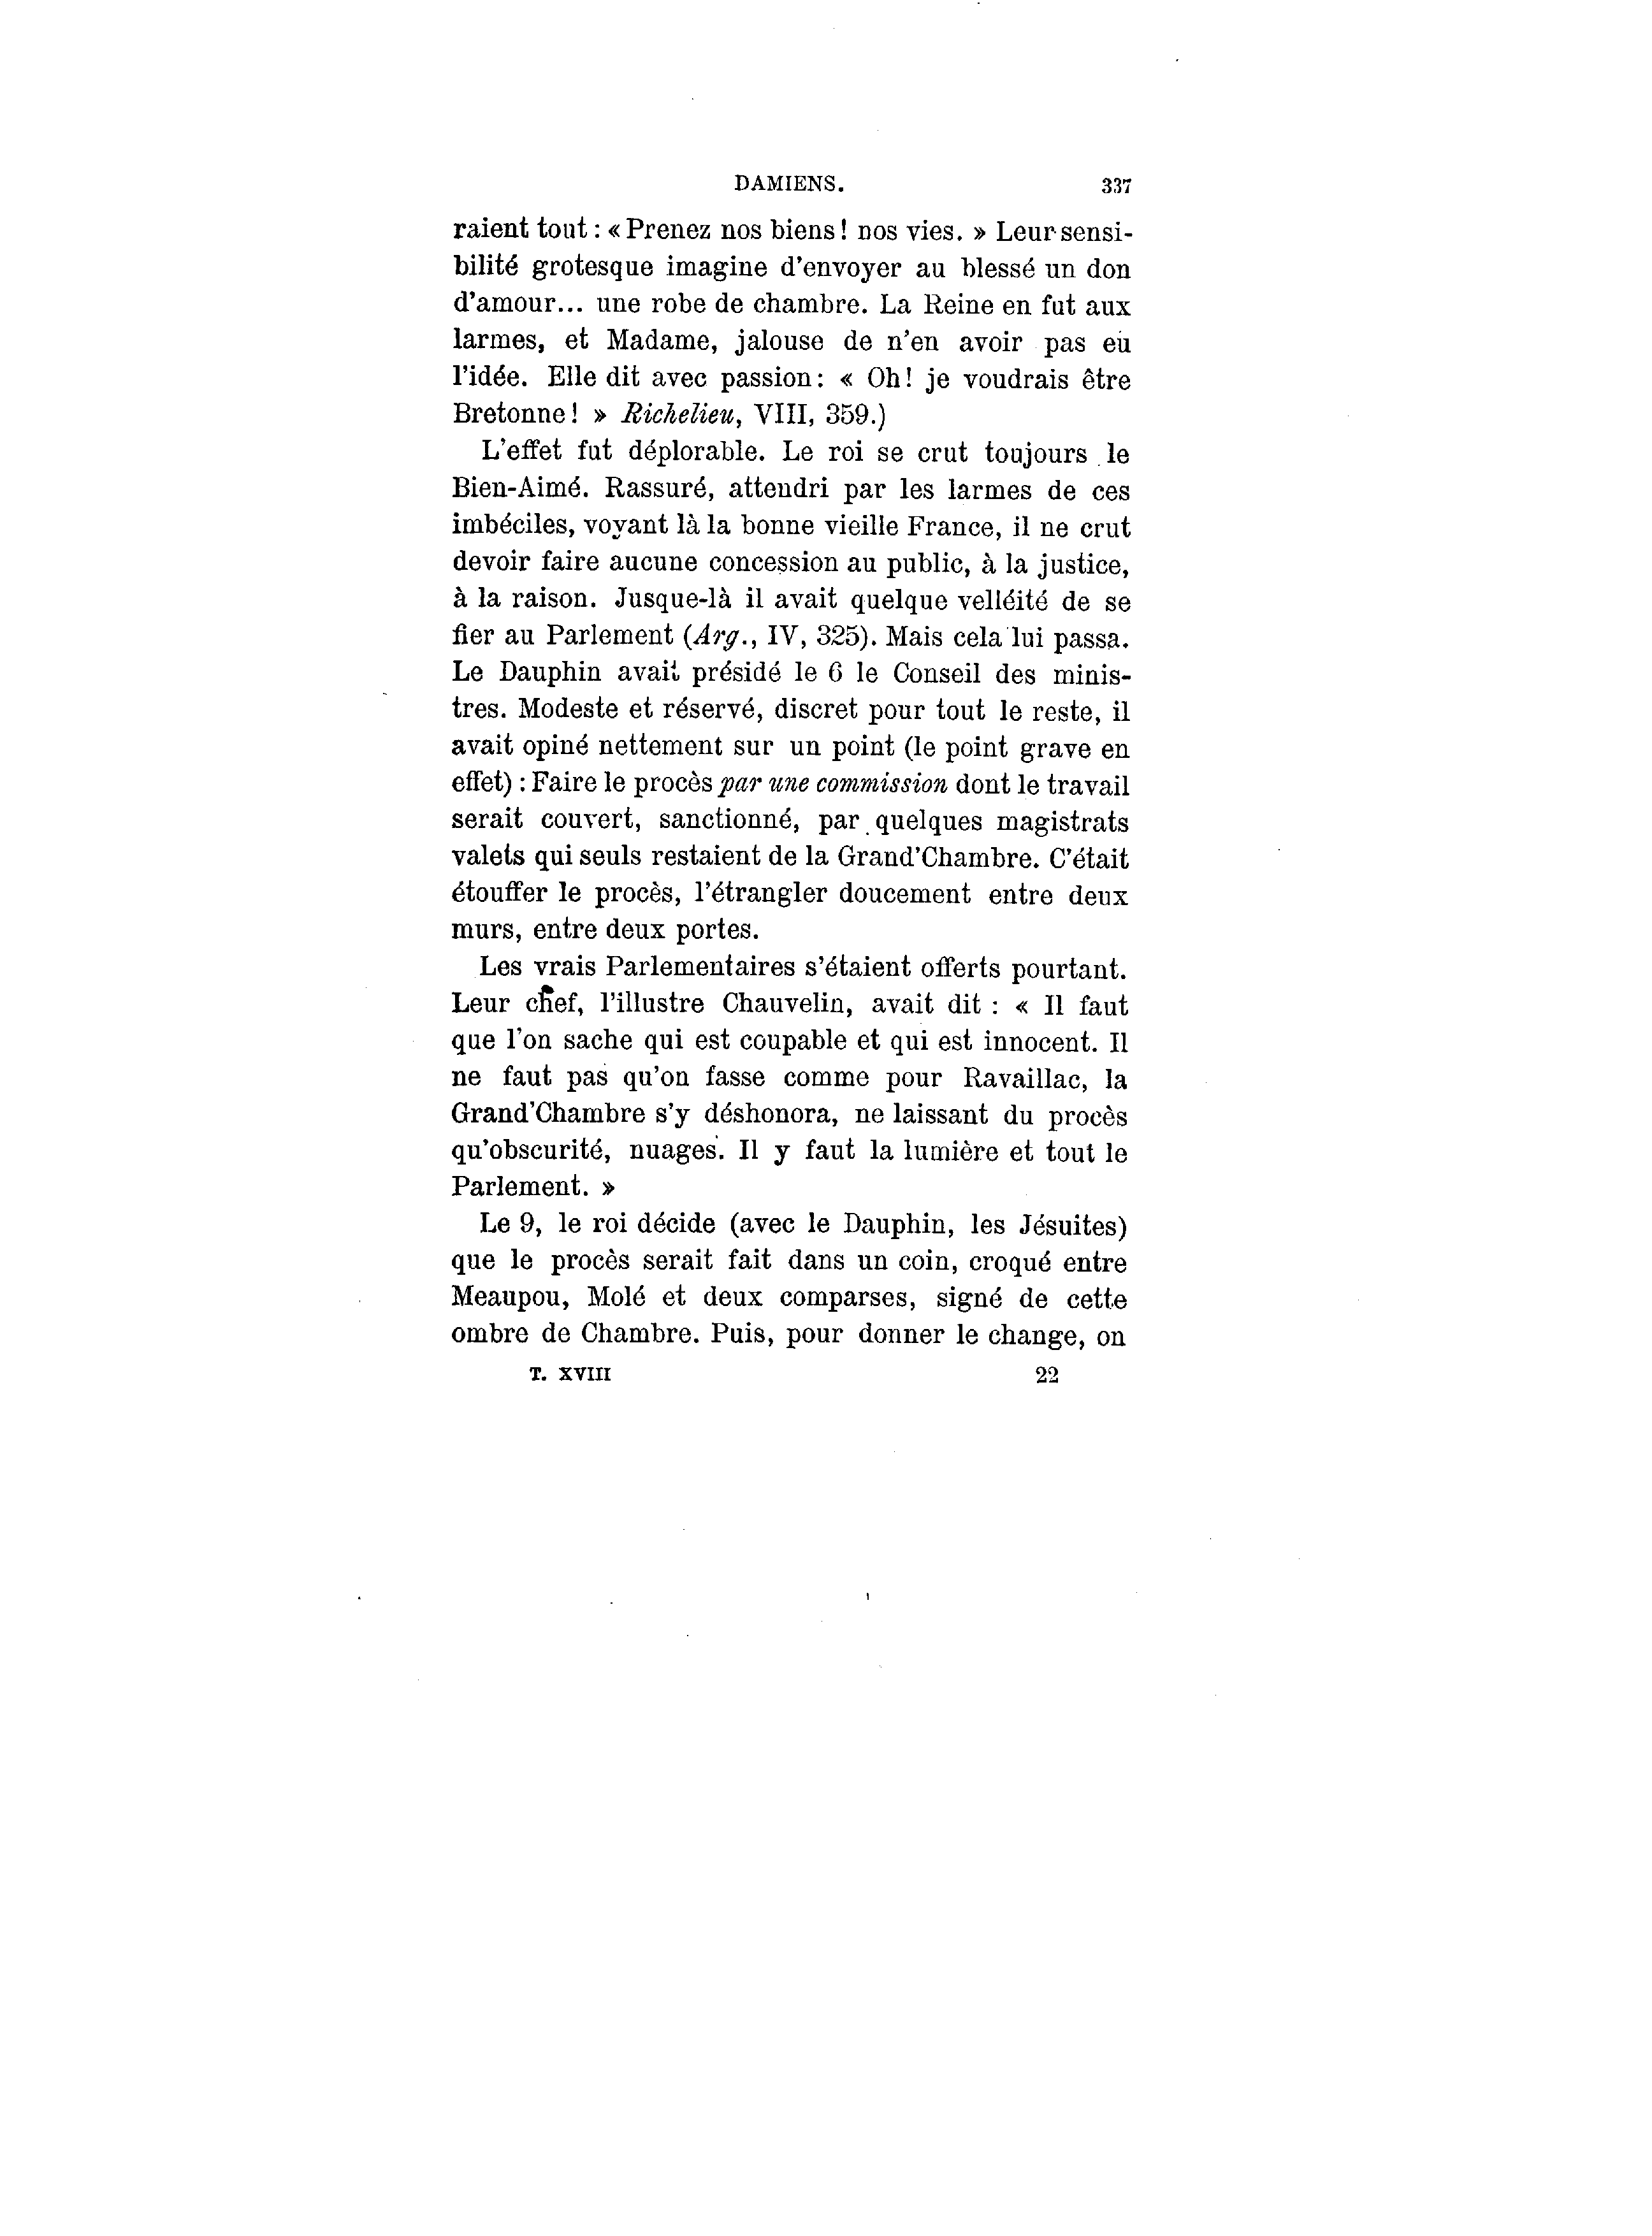 DAMIENS. 337
raient tout : « Prenez nos biens ! nos vies. » Leur sensi-
bilité grotesque imagine d'envoyer au blessé un don
d'amour... une robe de chambre. La Reine en fut aux
larmes, et Madame, jalouse de n'en avoir pas eu
l'idée. Elle dit avec passion : « Oh ! je voudrais être
Bretonne ! » Richelieu, VIII, 359.)
L'effet fut déplorable. Le roi se crut toujours le
Bien-Aimé. Rassuré, attendri par les larmes de ces
imbéciles, voyant là la bonne vieille France, il ne crut
devoir faire aucune concession au public, à la justice,
à la raison. Jusque-là il avait quelque velléité de se
fier au Parlement (Arg., IV, 325). Mais cela lui passa.
Le Dauphin avait présidé le 6 le Conseil des minis-
tres. Modeste et réservé, discret pour tout le reste, il
avait opiné nettement sur un point (le point grave en
effet) : Faire le procès par une commission dont le travail
serait couvert, sanctionné, par quelques magistrats
valets qui seuls restaient de la Grand'Chambre. C'était
étouffer le procès, l'étrangler doucement entre deux
murs, entre deux portes.
Les vrais Parlementaires s'étaient offerts pourtant.
Leur chef, l'illustre Chauvelin, avait dit : « Il faut
que l'on sache qui est coupable et qui est innocent. Il
ne faut pas qu'on fasse comme pour Ravaillac, la
Grand'Chambre s'y déshonora, ne laissant du procès
qu'obscurité, nuages. Il y faut la lumière et tout le
Parlement. »
Le 9, le roi décide (avec le Dauphin, les Jésuites)
que le procès serait fait dans un coin, croqué entre
Meaupou, Molé et deux comparses, signé de cette
ombre de Chambre. Puis, pour donner le change, on
T. XVIII 22